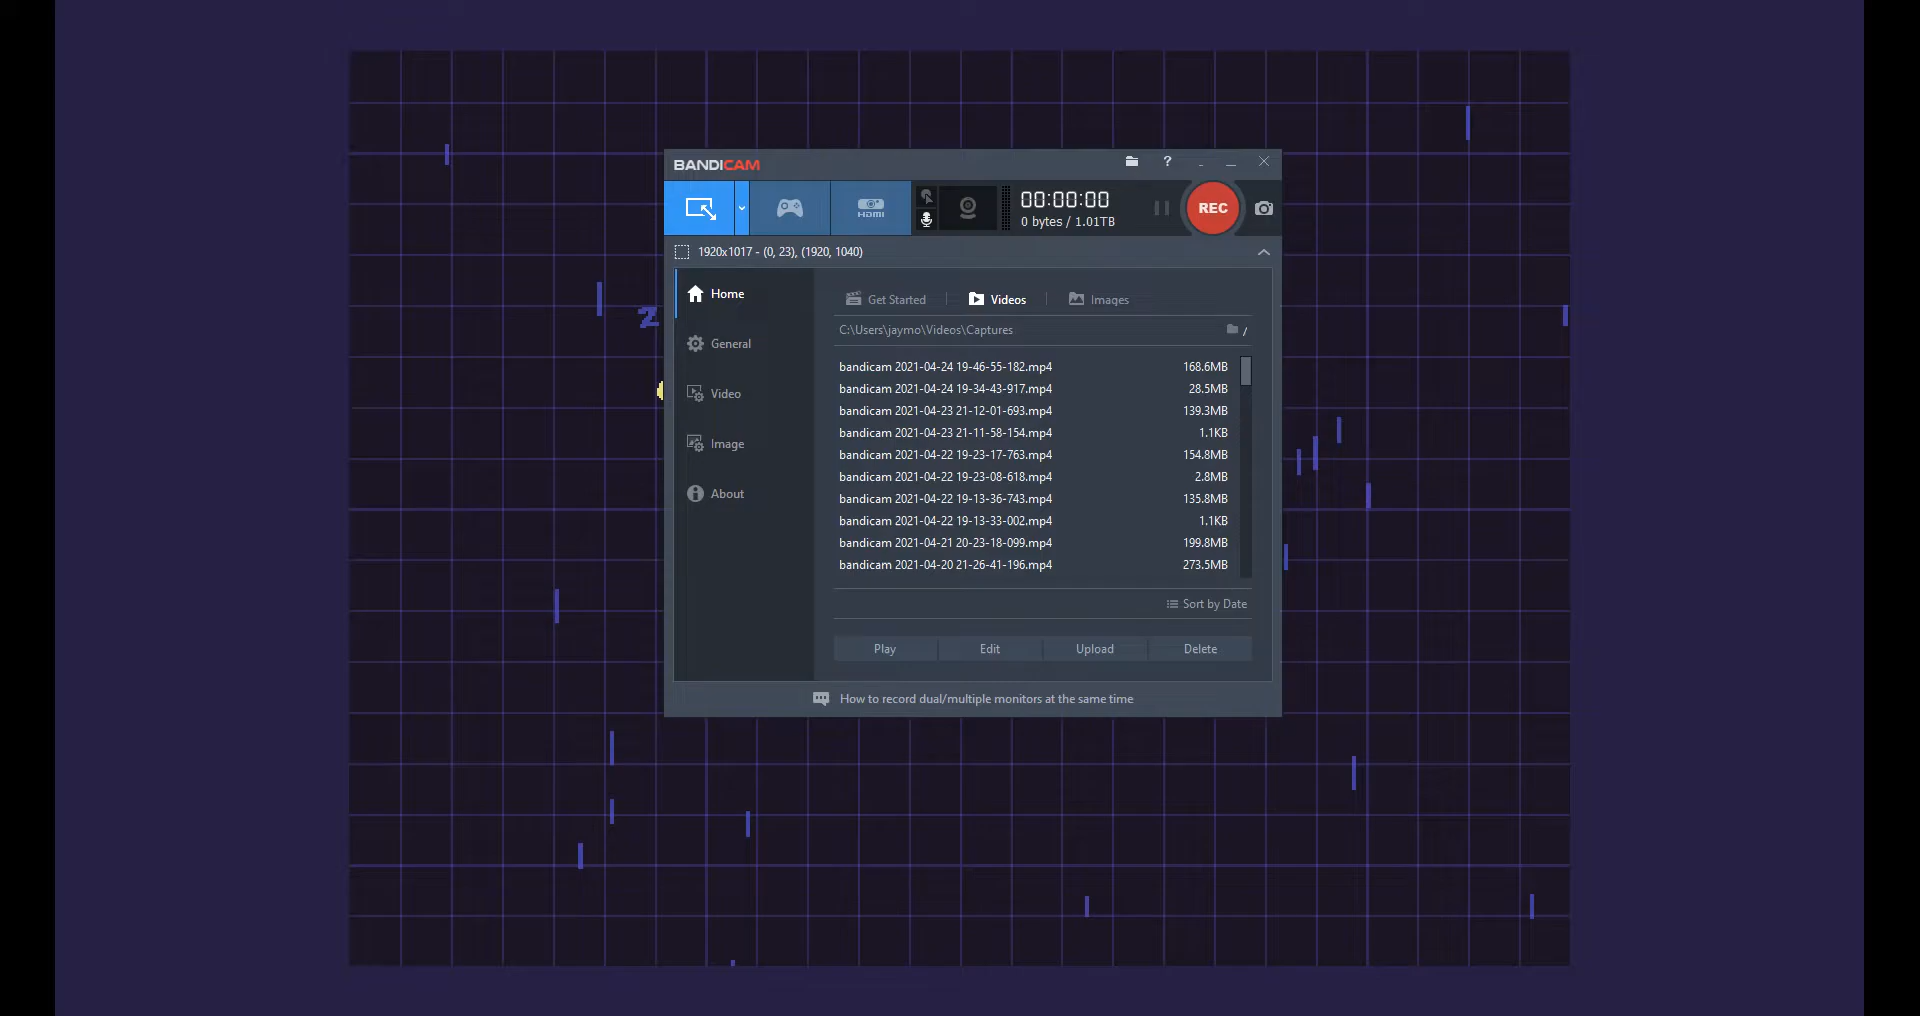 BANDICAM
?
HDMI
00:00:00
0 bytes / 1.01TB
REC
1920x1017 - (0, 23), (1920, 1040)
Home
General
Video
Image
About
Get Started
Videos
Images
C:\Users\jaymo\Videos\Captures
/
bandicam 2021-04-24 19-46-55-182.mp4 168.6MB
bandicam 2021-04-24 19-34-43-917.mp4 28.5MB
bandicam 2021-04-23 21-12-01-693.mp4 139.3MB
bandicam 2021-04-23 21-11-58-154.mp4 1.1KB
bandicam 2021-04-22 19-23-17-763.mp4 154.8MB
bandicam 2021-04-22 19-23-08-618.mp4 2.8MB
bandicam 2021-04-22 19-13-36-743.mp4 135.8MB
bandicam 2021-04-22 19-13-33-002.mp4 1.1KB
bandicam 2021-04-21 20-23-18-099.mp4 199.8MB
bandicam 2021-04-20 21-26-41-196.mp4 273.5MB
Sort by Date
Play Edit Upload Delete
How to record dual/multiple monitors at the same time
z